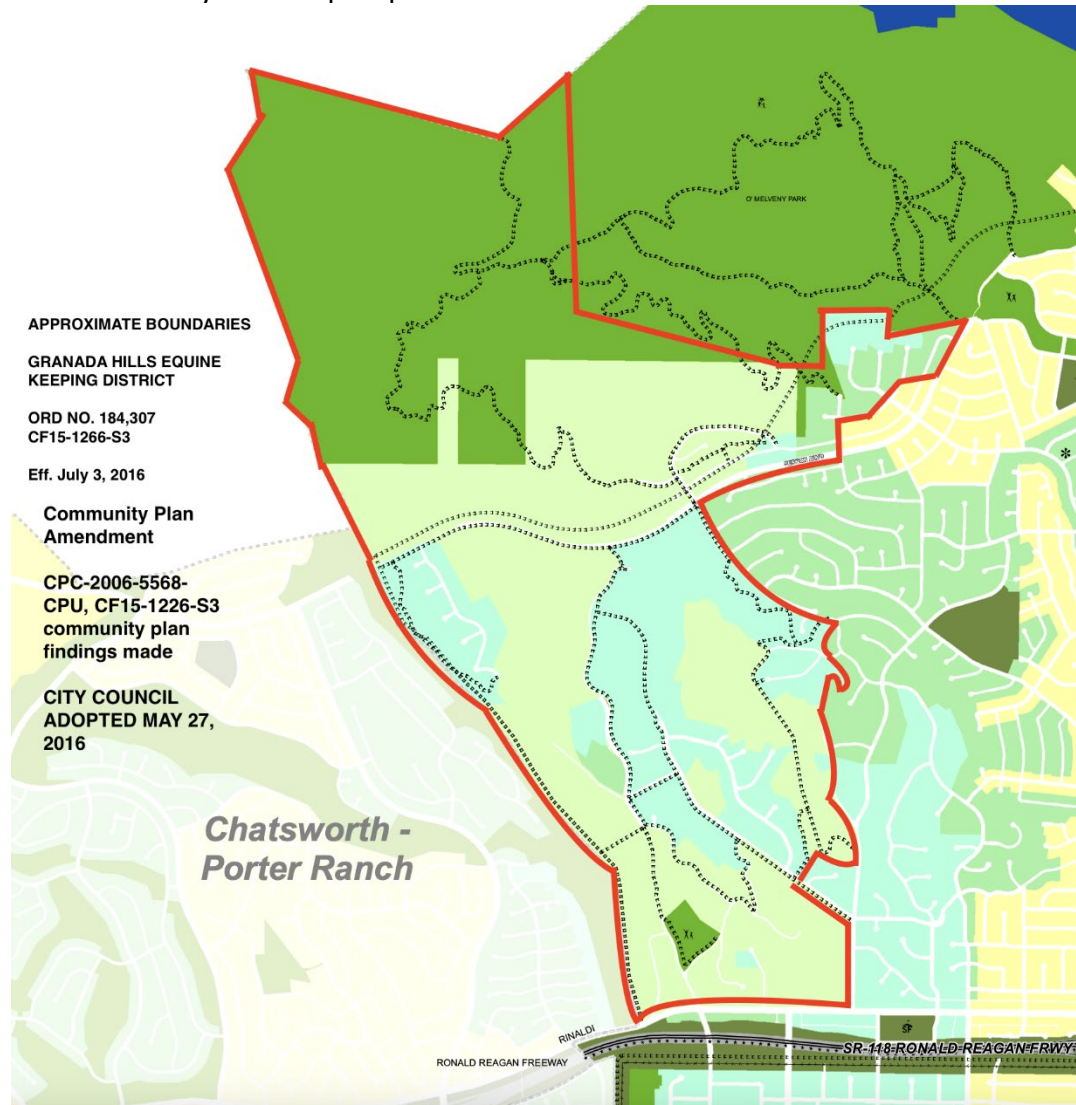 APPROXIMATE BOUNDARIES
GRANADA HILLS EQUINE
KEEPING DISTRICT
ORD NO. 184,307
CF15-1266-S3
Eff. July 3, 2016
Community Plan
Amendment
CPC-2006-5568-
CPU, CF15-1226-S3
community plan
findings made
CITY COUNCIL
ADOPTED MAY 27,
2016
O' MELVENY PARK
Chatsworth -
Porter Ranch
RINALDI
RONALD REAGAN FREEWAY
SR-118-RONALD-REAGAN-FRWY
SF